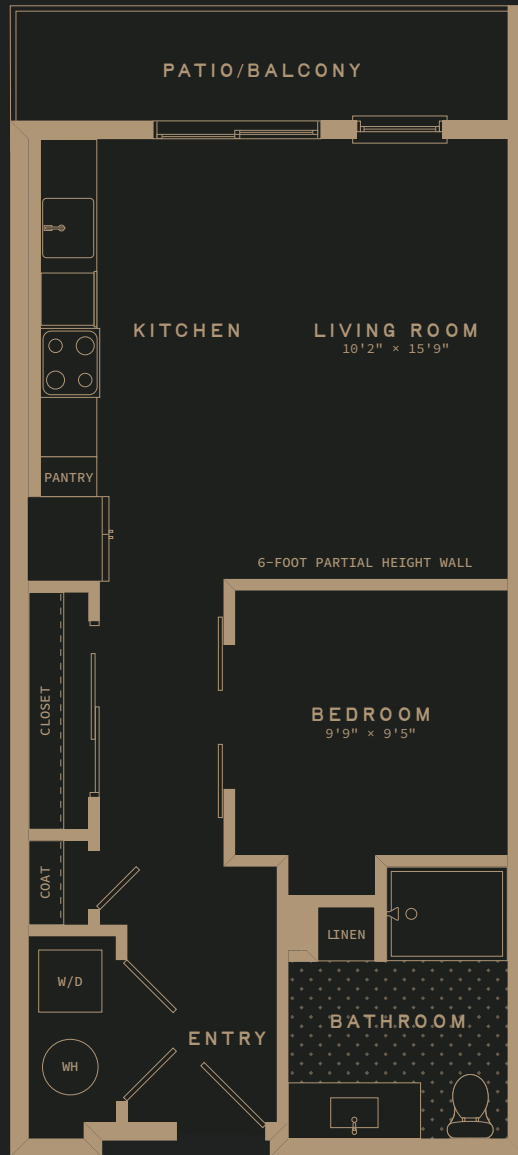 PATIO/BALCONY
KITCHEN
LIVING ROOM
10'2" × 15'9"
PANTRY
6-FOOT PARTIAL HEIGHT WALL
CLOSET
BEDROOM
9'9" × 9'5"
COAT
LINEN
W/D
BATHROOM
ENTRY
WH